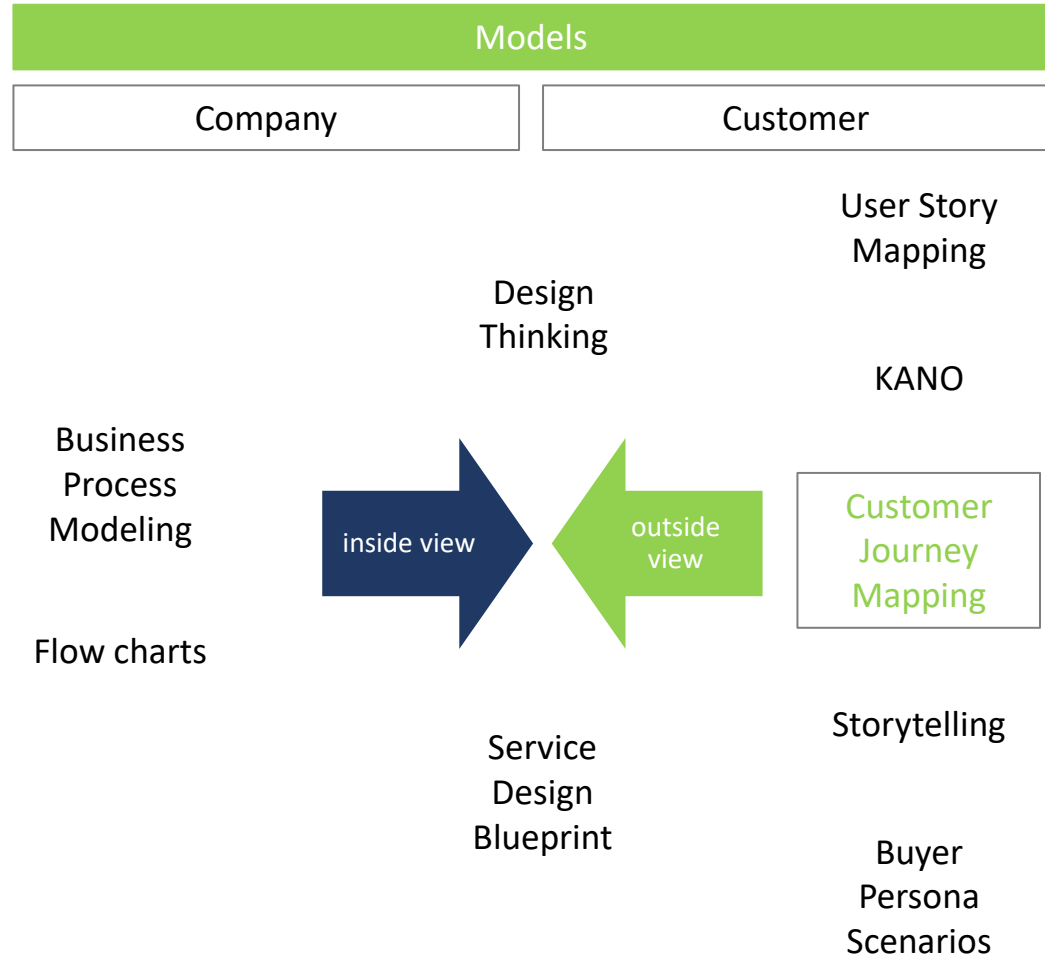 Models
Company
Customer
User Story
Mapping
Design
Thinking
KANO
Business
Process
Modeling
inside view
outside
view
Customer
Journey
Mapping
Flow charts
Storytelling
Service
Design
Blueprint
Buyer
Persona
Scenarios